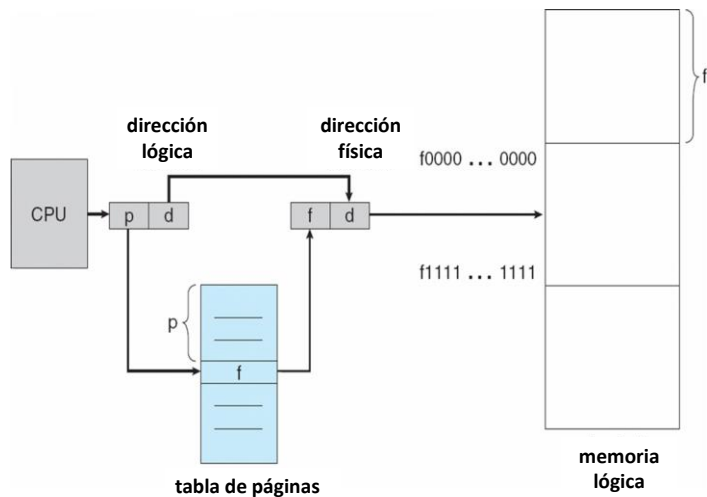 f
dirección
lógica
dirección
física
f0000 ... 0000
CPU
p
d
f
d
f1111 ... 1111
p
f
tabla de páginas
memoria
lógica